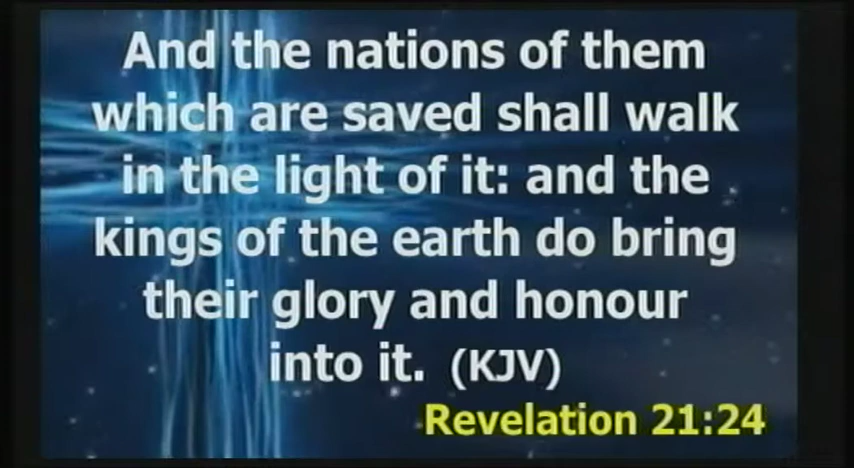 And the nations of them
which are saved shall walk
in the light of it: and the
kings of the earth do bring
their glory and honour
into it. (KJV)
Revelation 21:24